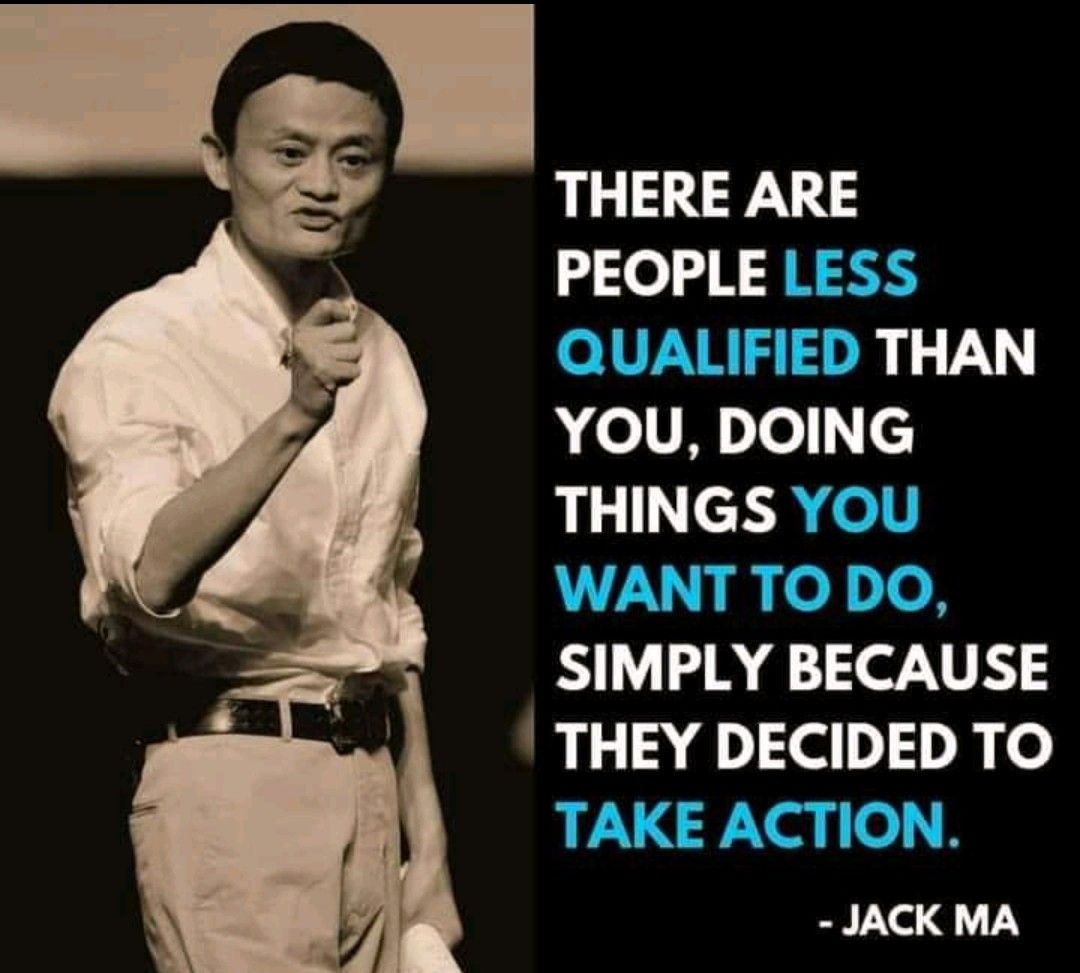 THERE ARE
PEOPLE LESS
QUALIFIED THAN
YOU, DOING
THINGS YOU
WANT TO DO,
SIMPLY BECAUSE
THEY DECIDED TO
TAKE ACTION.
- JACK MA